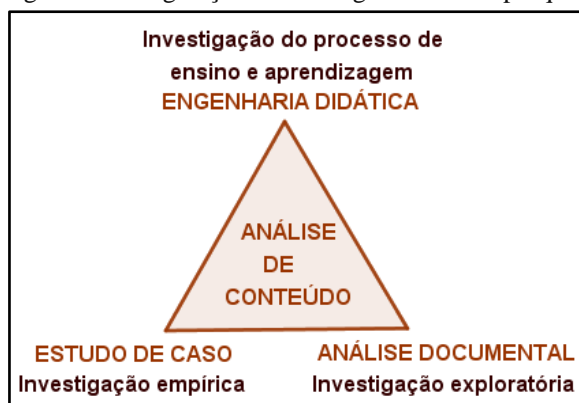 Investigação do processo de
ensino e aprendizagem
ENGENHARIA DIDÁTICA
ANÁLISE
DE
CONTEÚDO
ESTUDO DE CASO
Investigação empírica
ANÁLISE DOCUMENTAL
Investigação exploratória